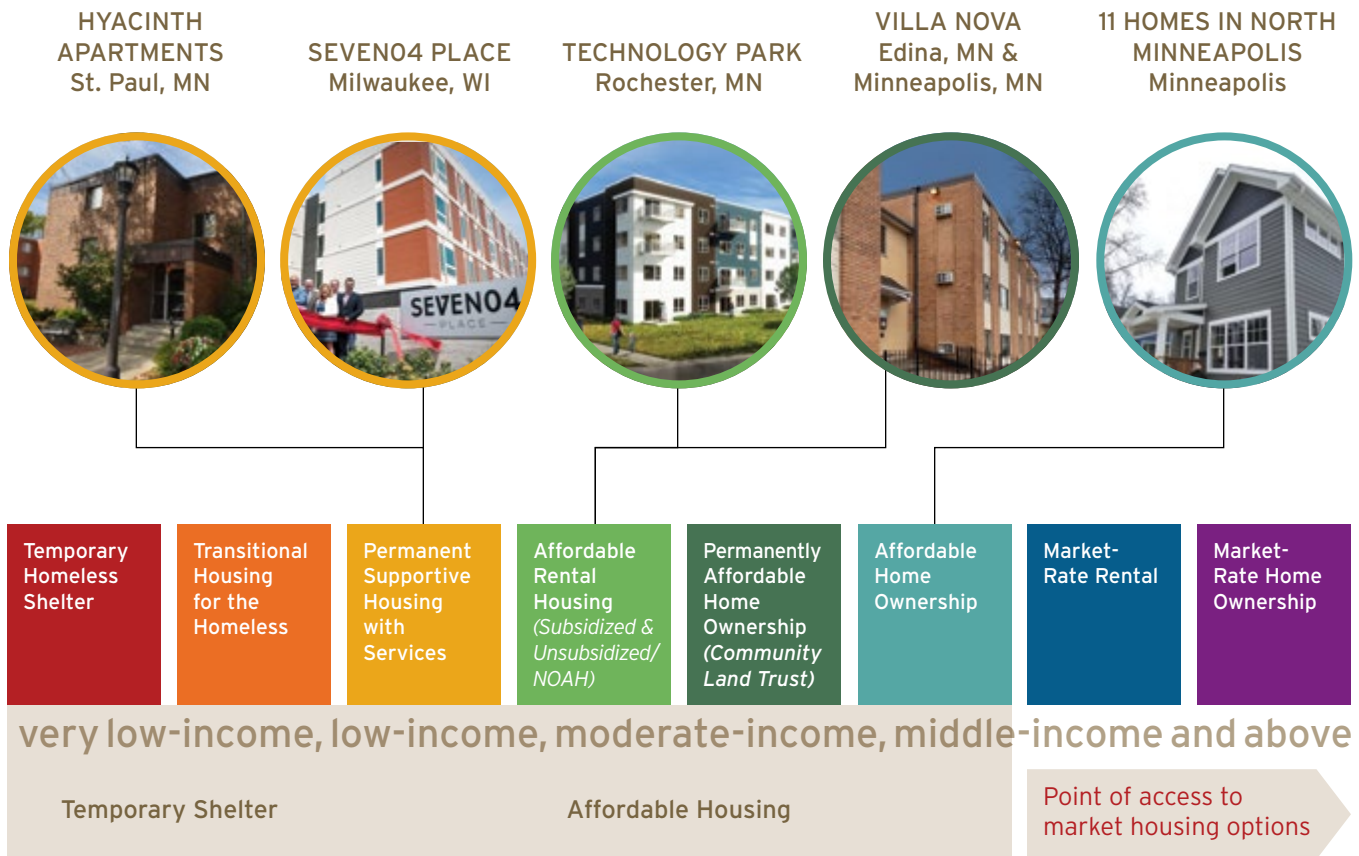 HYACINTH
APARTMENTS
St. Paul, MN
SEVEN04 PLACE
Milwaukee, WI
TECHNOLOGY PARK
Rochester, MN
VILLA NOVA
Edina, MN &
Minneapolis, MN
11 HOMES IN NORTH
MINNEAPOLIS
Minneapolis
SEVEN04
PLACE
Temporary
Homeless
Shelter
Transitional
Housing
for the
Homeless
Permanent
Supportive
Housing
with
Services
Affordable
Rental
Housing
(Subsidized &
Unsubsidized/
NOAH)
Permanently
Affordable
Home
Ownership
(Community
Land Trust)
Affordable
Home
Ownership
Market-
Rate Rental
Market-
Rate Home
Ownership
very low-income, low-income, moderate-income, middle-income and above
Temporary Shelter
Affordable Housing
Point of access to
market housing options